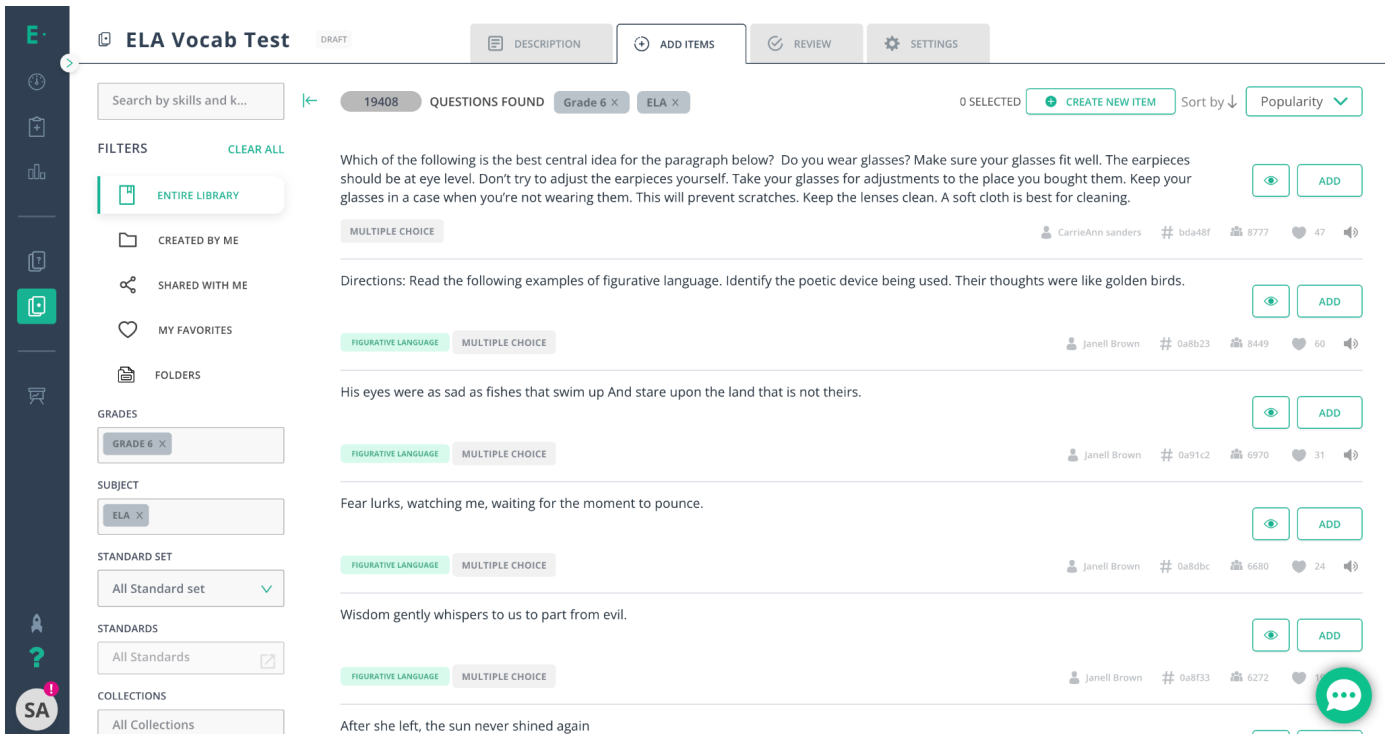 E·
ELA Vocab Test
DRAFT
DESCRIPTION
ADD ITEMS
REVIEW
SETTINGS
Search by skills and k...
19408 QUESTIONS FOUND Grade 6 × ELA ×
0 SELECTED
CREATE NEW ITEM
Sort by
Popularity
FILTERS
CLEAR ALL
ENTIRE LIBRARY
CREATED BY ME
SHARED WITH ME
MY FAVORITES
FOLDERS
GRADES
GRADE 6 ×
SUBJECT
ELA ×
STANDARD SET
All Standard set
STANDARDS
All Standards
COLLECTIONS
All Collections
?
SA
!
Which of the following is the best central idea for the paragraph below? Do you wear glasses? Make sure your glasses fit well. The earpieces
should be at eye level. Don't try to adjust the earpieces yourself. Take your glasses for adjustments to the place you bought them. Keep your
glasses in a case when you're not wearing them. This will prevent scratches. Keep the lenses clean. A soft cloth is best for cleaning.
ADD
MULTIPLE CHOICE
CarrieAnn sanders # bda48f 8777 47
Directions: Read the following examples of figurative language. Identify the poetic device being used. Their thoughts were like golden birds.
ADD
FIGURATIVE LANGUAGE MULTIPLE CHOICE
Janell Brown # 0a8b23 8449 60
His eyes were as sad as fishes that swim up And stare upon the land that is not theirs.
ADD
FIGURATIVE LANGUAGE MULTIPLE CHOICE
Janell Brown # 0a91c2 6970 31
Fear lurks, watching me, waiting for the moment to pounce.
ADD
FIGURATIVE LANGUAGE MULTIPLE CHOICE
Janell Brown # 0a8dbc 6680 24
Wisdom gently whispers to us to part from evil.
ADD
FIGURATIVE LANGUAGE MULTIPLE CHOICE
Janell Brown # 0a8f33 6272
After she left, the sun never shined again